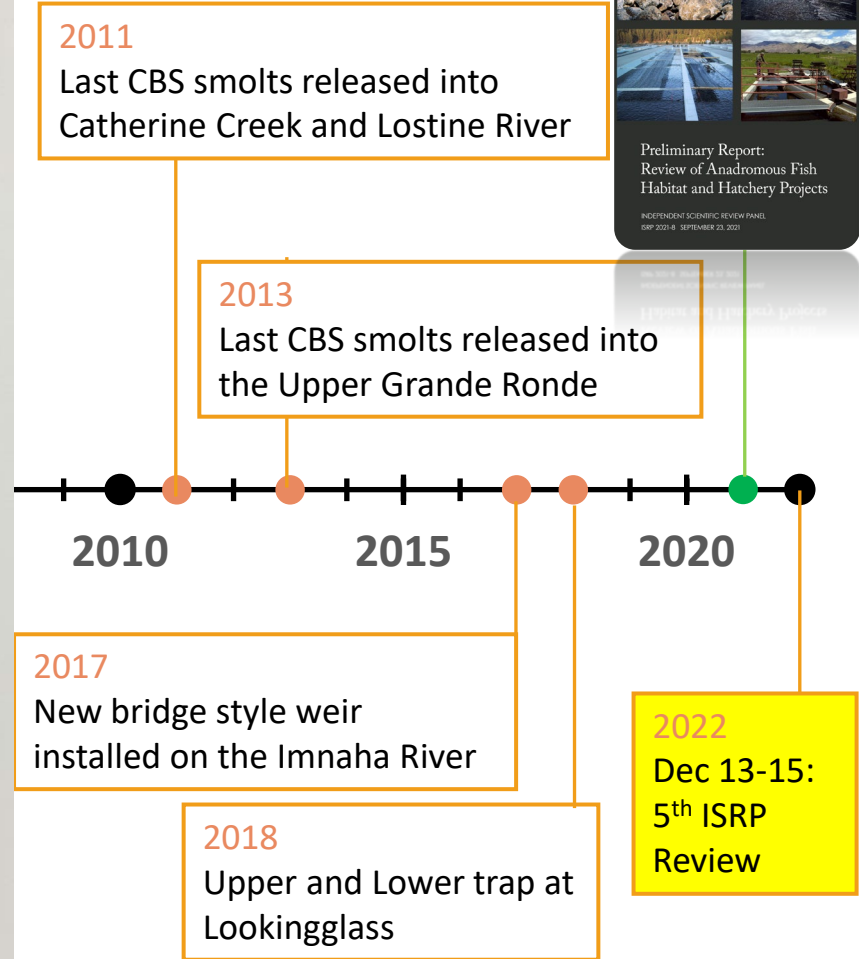 2011
Last CBS smolts released into
Catherine Creek and Lostine River
Preliminary Report:
Review of Anadromous Fish
Habitat and Hatchery Projects
INDEPENDENT SCIENTIFIC REVIEW PANEL
ISRP 2021-8 SEPTEMBER 23, 2021
2013
Last CBS smolts released into
the Upper Grande Ronde
2010
2015
2020
2017
New bridge style weir
installed on the Imnaha River
2018
Upper and Lower trap at
Lookingglass
2022
Dec 13-15:
5th ISRP
Review